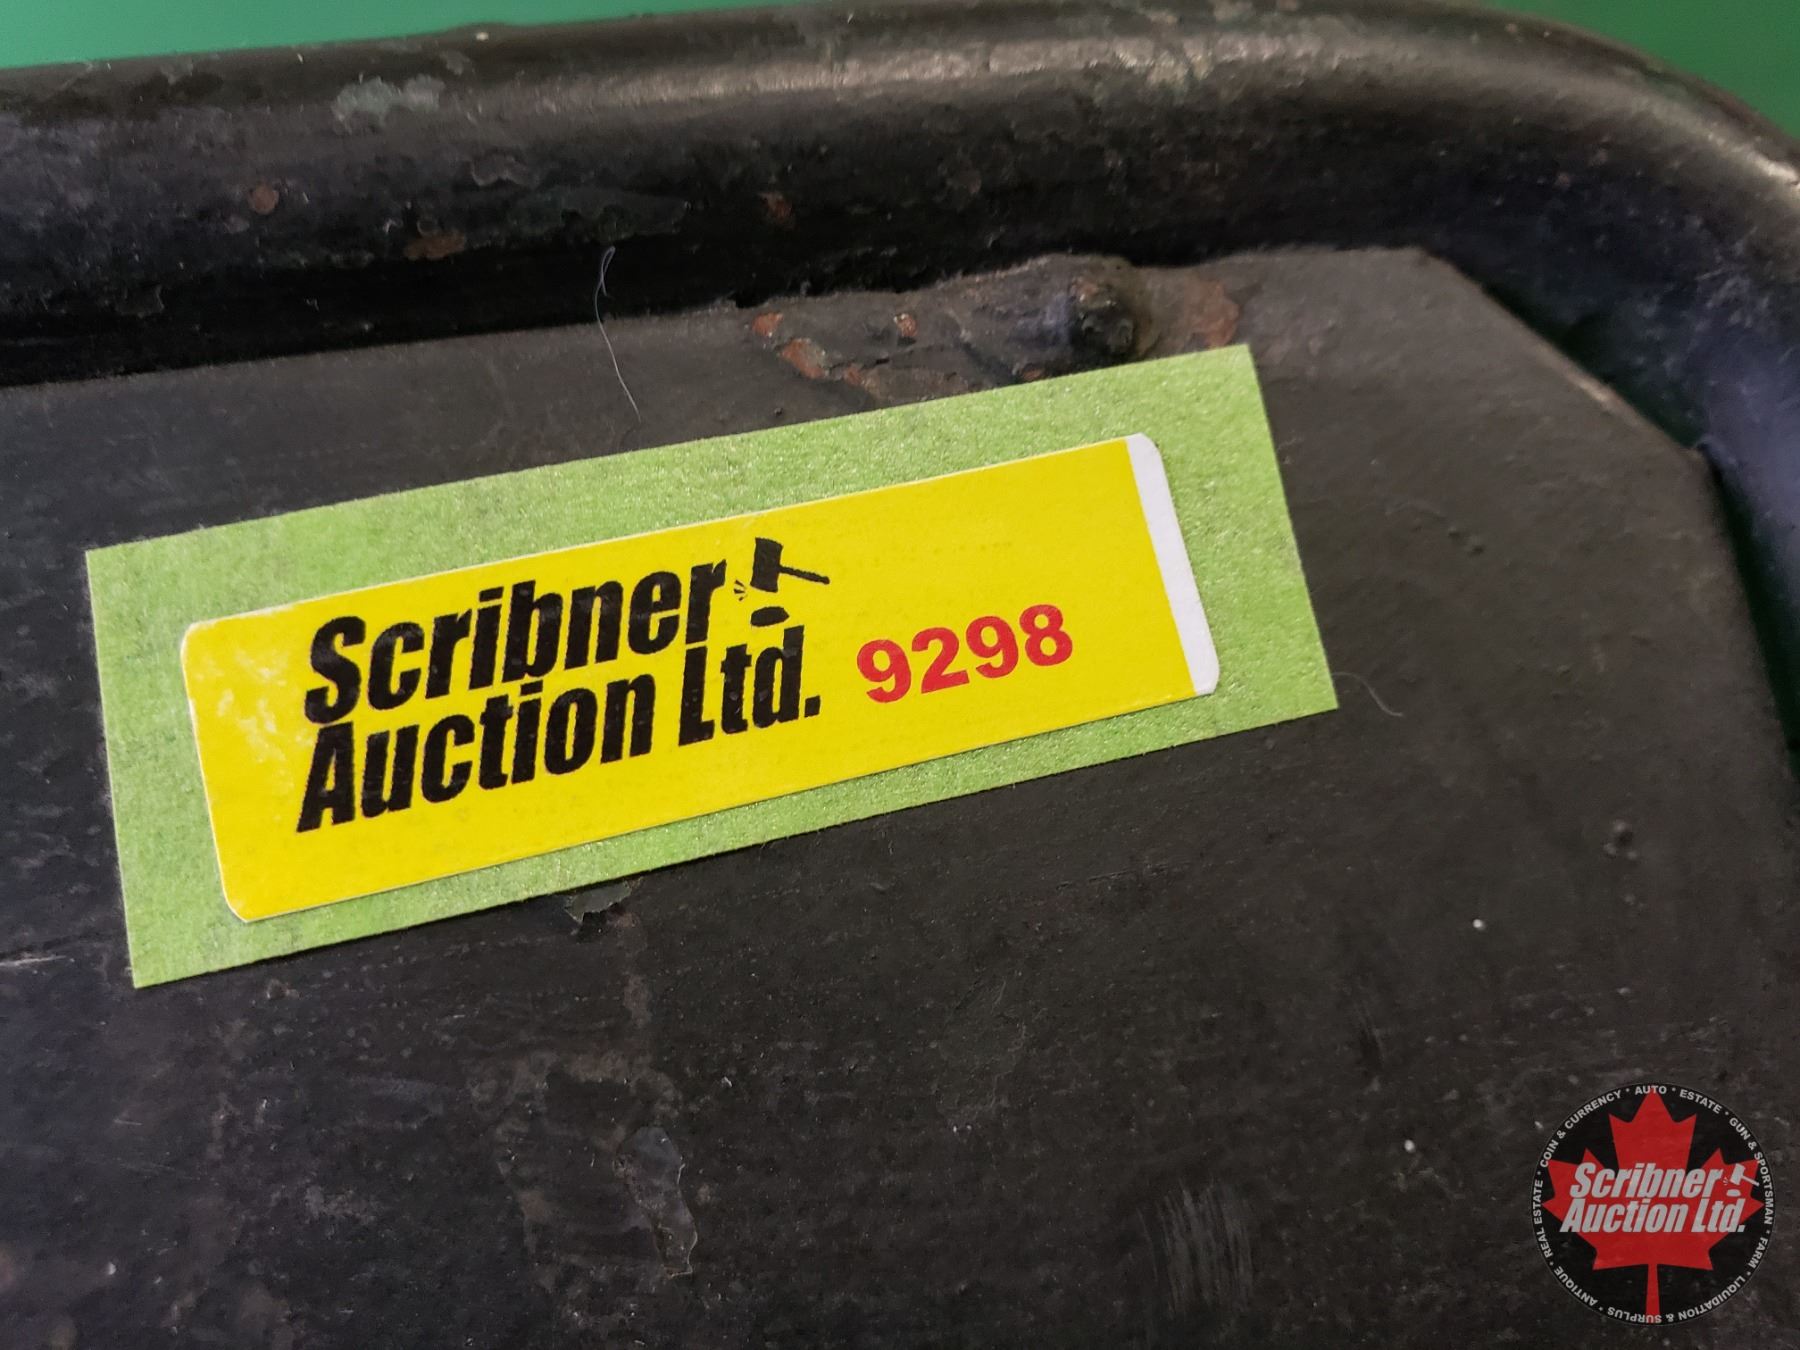 Scribner
Auction Ltd.
9298
COIN & CURRENCY * AUTO * ESTATE * GUN & SPORTSMAN * FARM * LIQUIDATION & SURPLUS * ANTIQUE * REAL ESTATE *
Scribner
Auction Ltd.